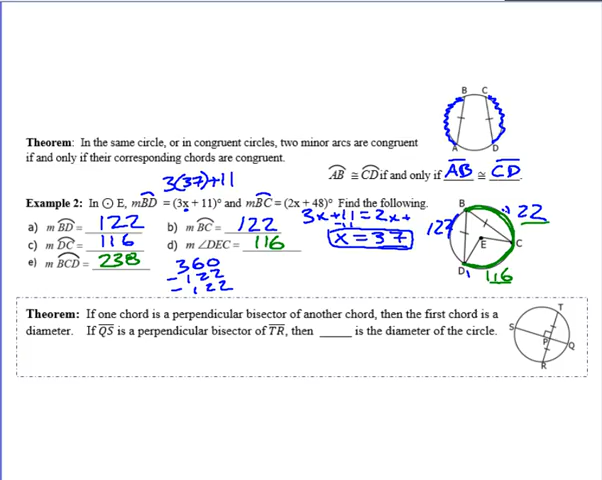 B C
A D
Theorem: In the same circle, or in congruent circles, two minor arcs are congruent
if and only if their corresponding chords are congruent.
AB ≅ CD if and only if AB ≅ CD
3(37)+11
Example 2: In ⊙ E, mBD = (3x + 11)° and mBC = (2x + 48)° Find the following.
3x+11 = 2x+
-11
x = 37
a) m BD = 122 b) m BC = 122
c) m DC = 116 d) m ∠DEC = 116
e) m BCD = 238
360
-122
-122
B 122
122 E C
D 116
Theorem: If one chord is a perpendicular bisector of another chord, then the first chord is a
diameter. If QS is a perpendicular bisector of TR, then _____ is the diameter of the circle.
T
S P Q
R